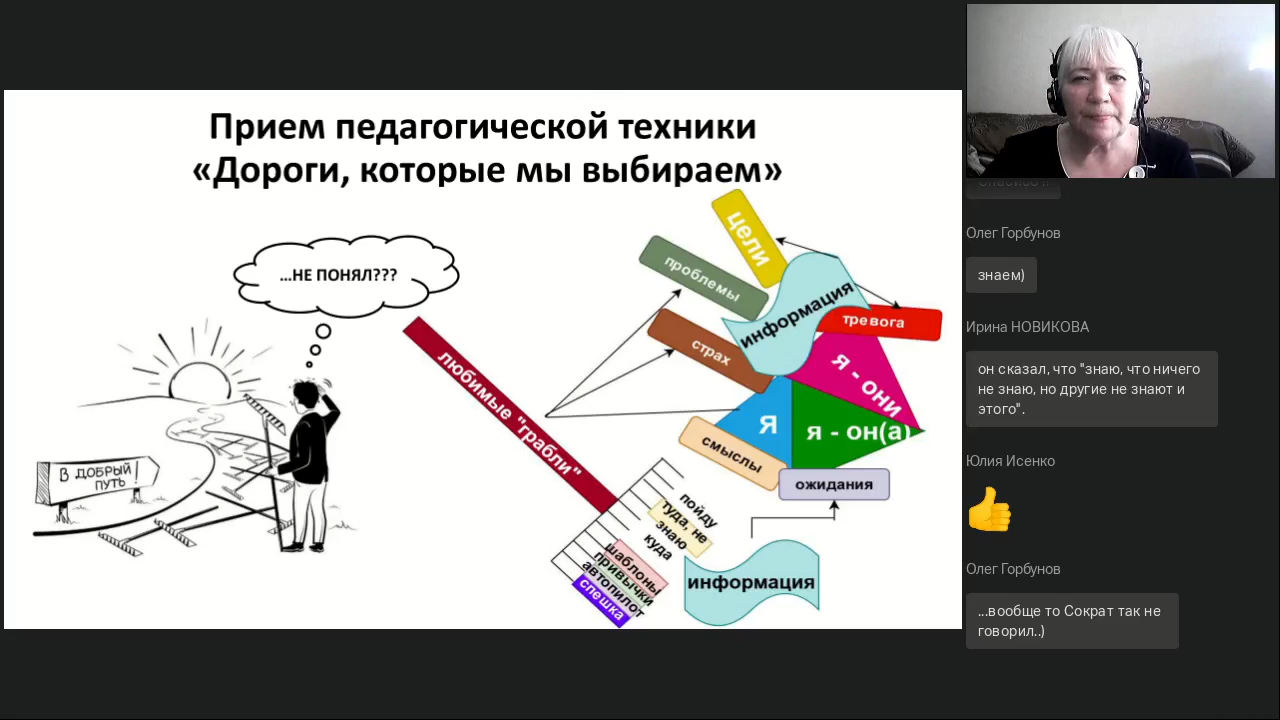 Прием педагогической техники
«Дороги, которые мы выбираем»
...НЕ ПОНЯЛ???
В ДОБРЫЙ
ПУТЬ!
любимые "грабли"
цели
проблемы
информация
тревога
страх
я - они
Я
я - он(а)
смыслы
ожидания
пойду
туда, не
знаю
куда
шаблоны
привычки
автопилот
спешка
информация
Олег Горбунов
знаем)
Ирина НОВИКОВА
он сказал, что "знаю, что ничего
не знаю, но другие не знают и
этого".
Юлия Исенко
Олег Горбунов
...вообще то Сократ так не
говорил..)